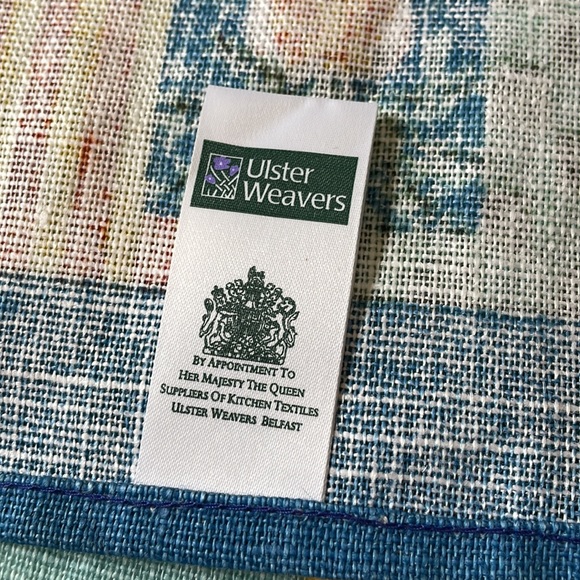 Ulster
Weavers
BY APPOINTMENT TO
HER MAJESTY THE QUEEN
SUPPLIERS OF KITCHEN TEXTILES
ULSTER WEAVERS BELFAST